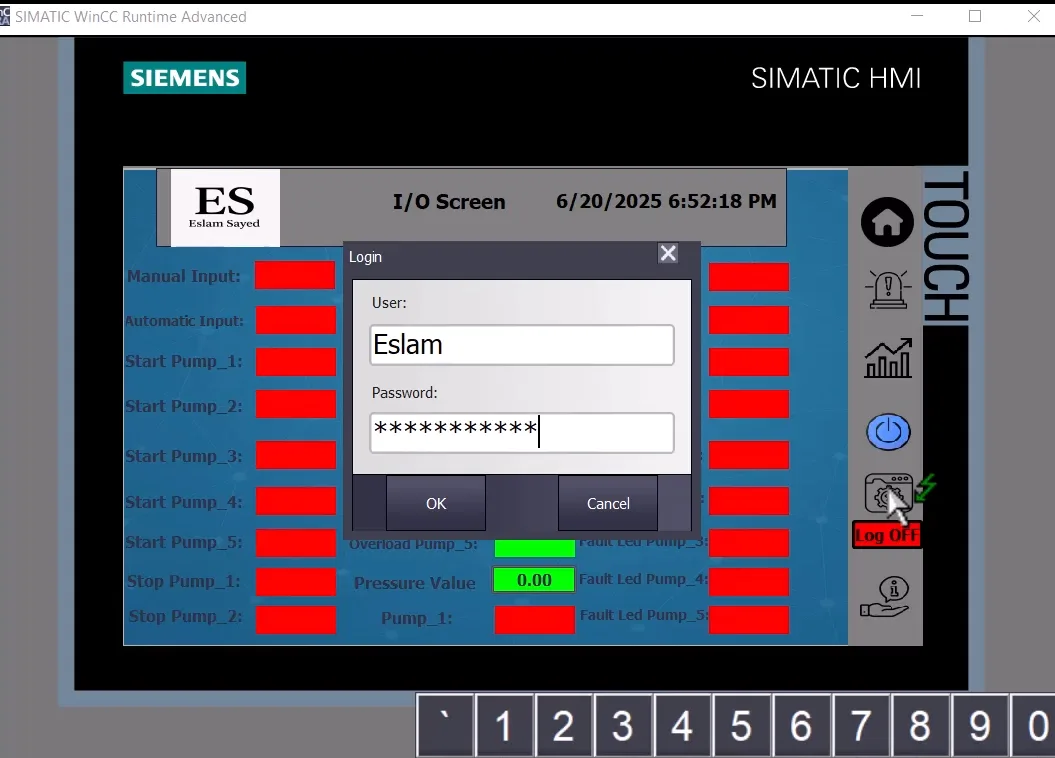 SIMATIC WinCC Runtime Advanced
SIEMENS
SIMATIC HMI
TOUCH
ES
Eslam Sayed
I/O Screen
6/20/2025 6:52:18 PM
Login
User:
Eslam
Password:
***********
OK
Cancel
Manual Input:
Automatic Input:
Start Pump_1:
Start Pump_2:
Start Pump_3:
Start Pump_4:
Start Pump_5:
Stop Pump_1:
Stop Pump_2:
Overload Pump_5:
Pressure Value
0.00
Pump_1:
Fault Led Pump_3:
Fault Led Pump_4:
Fault Led Pump_5:
Log OFF
` 1 2 3 4 5 6 7 8 9 0